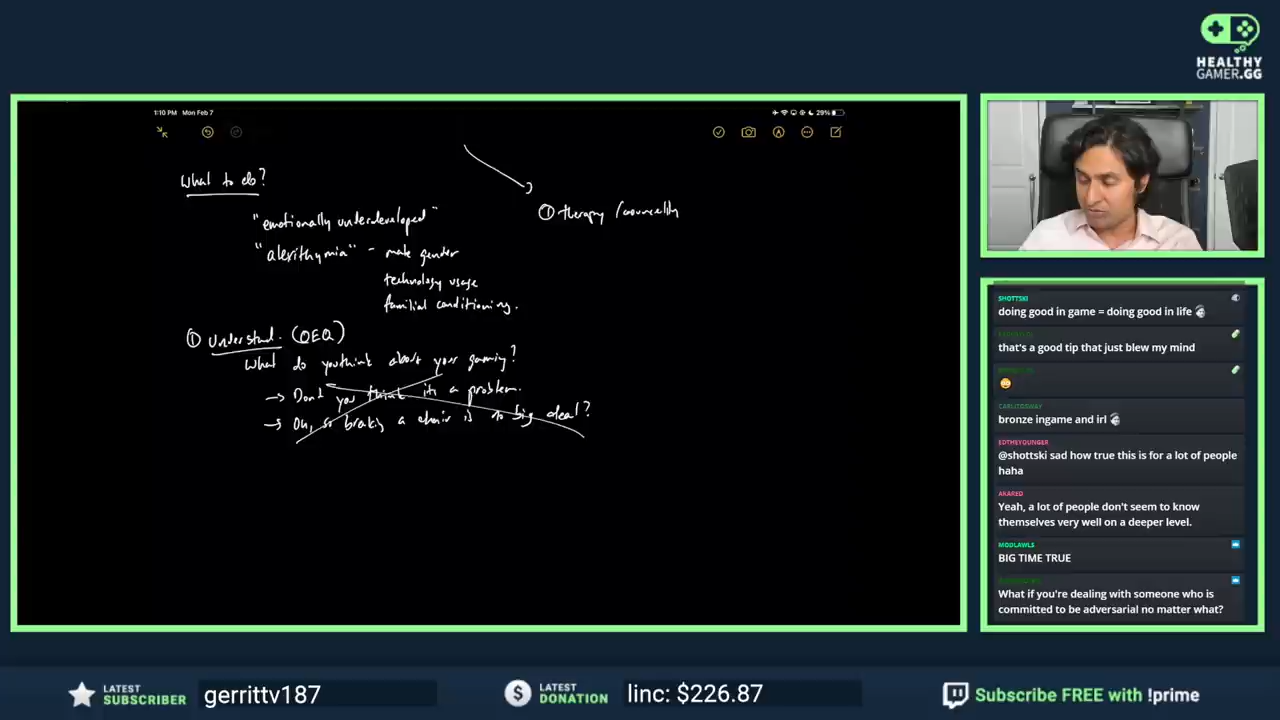 HEALTHY
GAMER.GG
1:10 PM Mon Feb 7
29%
What to do?
"emotionally underdeveloped"
① therapy /counseling
"alexithymia" - male gender
technology usage
familial conditioning.
① Understand. (OEQ)
What do you think about your gaming?
→ Don't you think it's a problem.
→ Oh, so braking a chair is no big deal?
SHOTTSKI
doing good in game = doing good in life
that's a good tip that just blew my mind
CARLITOSWAY
bronze ingame and irl
EDTHEYOUNGER
@shottski sad how true this is for a lot of people
haha
AKARED
Yeah, a lot of people don't seem to know
themselves very well on a deeper level.
MODLAWLS
BIG TIME TRUE
What if you're dealing with someone who is
committed to be adversarial no matter what?
LATEST
SUBSCRIBER
gerrittv187
LATEST
DONATION
linc: $226.87
Subscribe FREE with !prime